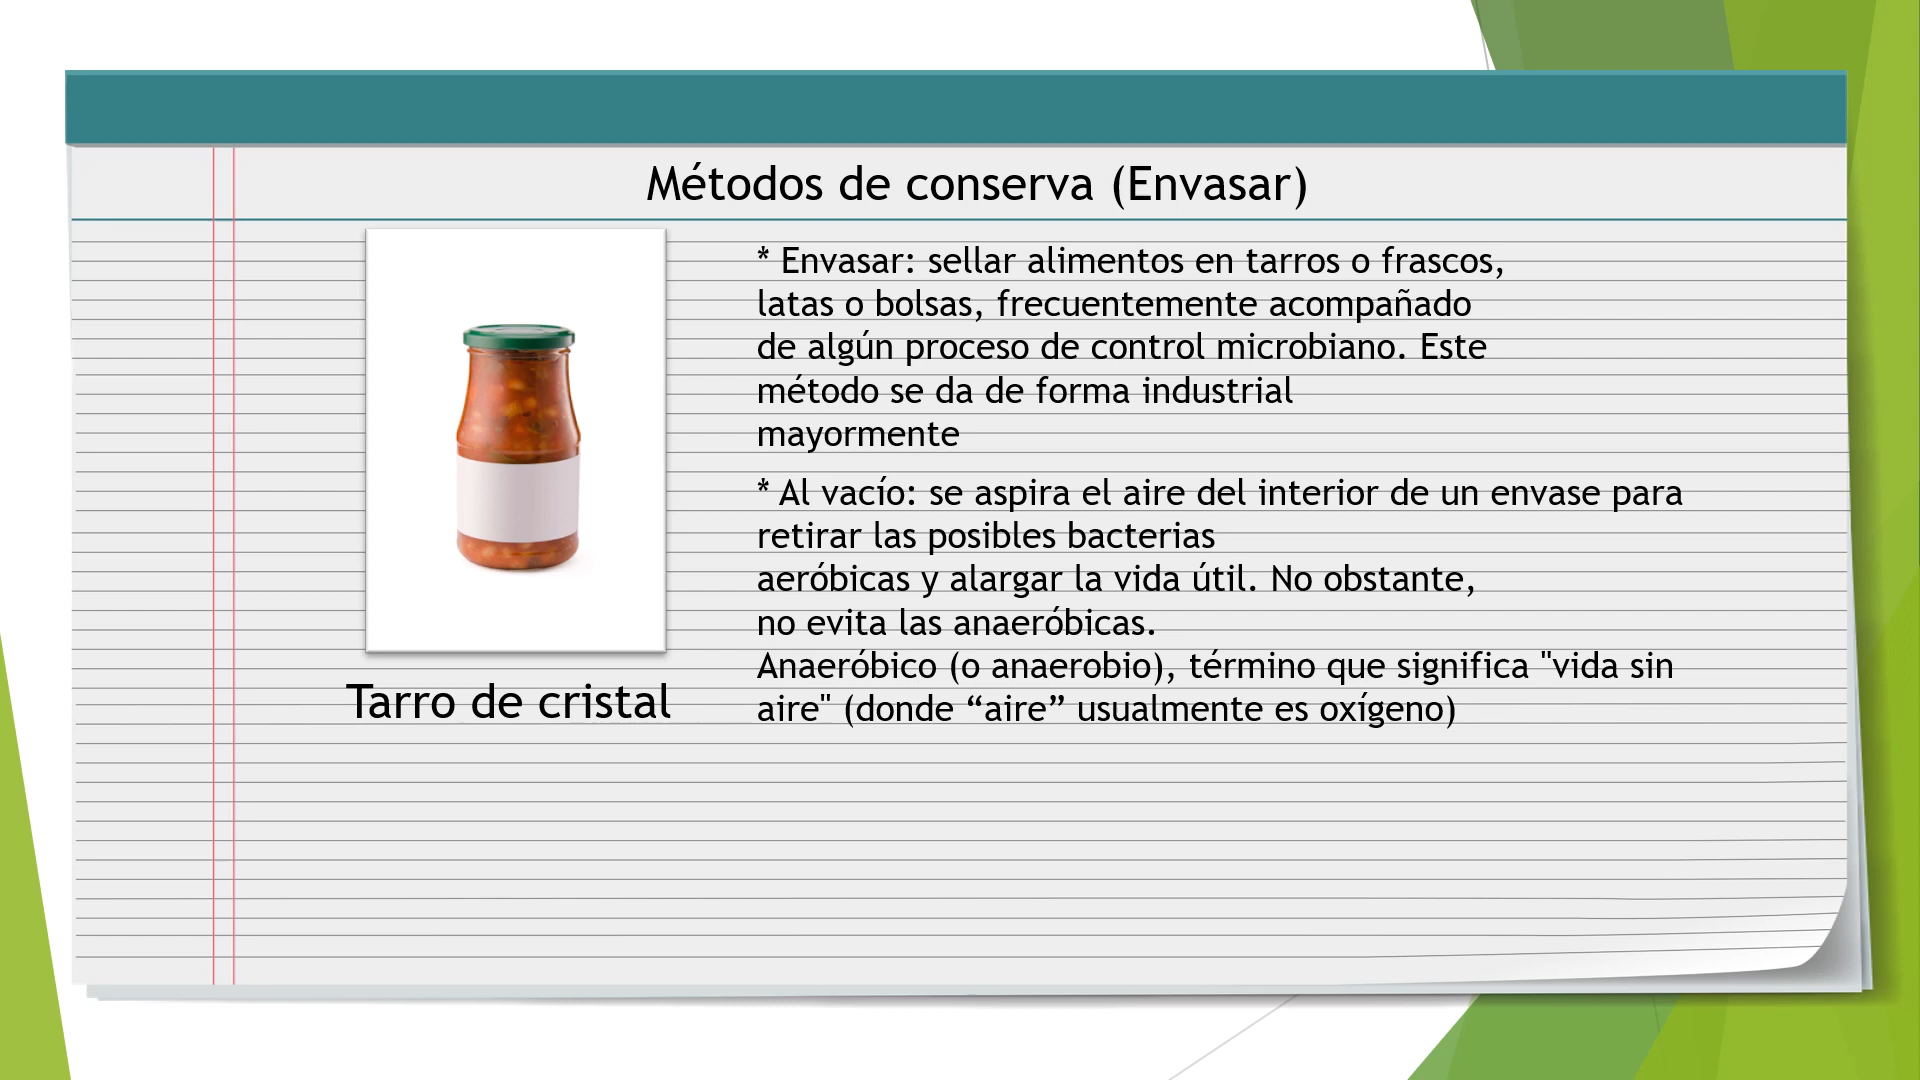 Métodos de conserva (Envasar)
* Envasar: sellar alimentos en tarros o frascos,
latas o bolsas, frecuentemente acompañado
de algún proceso de control microbiano. Este
método se da de forma industrial
mayormente
* Al vacío: se aspira el aire del interior de un envase para
retirar las posibles bacterias
aeróbicas y alargar la vida útil. No obstante,
no evita las anaeróbicas.
Anaeróbico (o anaerobio), término que significa "vida sin
aire" (donde “aire” usualmente es oxígeno)
Tarro de cristal